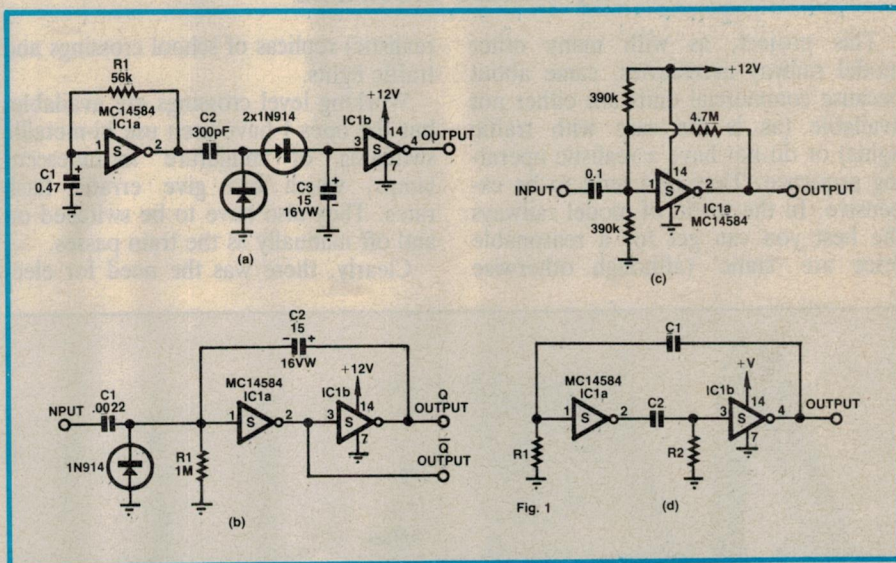 R1
56k
MC14584
IC1a
1
S
2
C2
300pF
2x1N914
+12V
IC1b
14
3
S
4
OUTPUT
7
C1
0.47
+
-
+
-
C3
15
16VW
(a)
+12V
390k
4.7M
INPUT
0.1
14
1
S
2
OUTPUT
7
IC1a
MC14584
390k
(c)
C2
-
15
+
16VW
NPUT
C1
.0022
1N914
R1
1M
MC14584
IC1a
1
S
2
+12V
IC1b
14
3
S
7
Q
OUTPUT
Q̅
OUTPUT
(b)
C1
MC14584
IC1a
1
S
2
C2
+V
IC1b
14
3
S
4
OUTPUT
7
R1
R2
Fig. 1
(d)